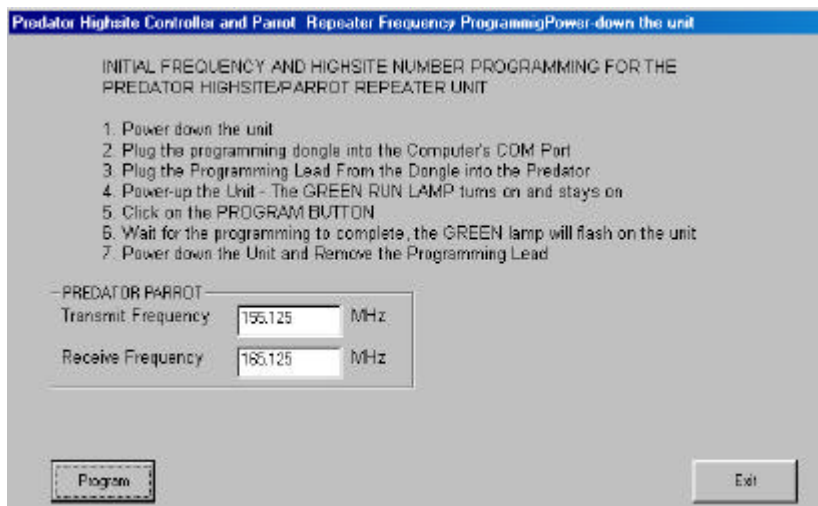 Predator Highsite Controller and Parrot Repeater Frequency ProgrammigPower-down the unit
INITIAL FREQUENCY AND HIGHSITE NUMBER PROGRAMMING FOR THE
PREDATOR HIGHSITE/PARROT REPEATER UNIT
1. Power down the unit
2. Plug the programming dongle into the Computer's COM Port
3. Plug the Programming Lead From the Dongle into the Predator
4. Power-up the Unit - The GREEN RUN LAMP turns on and stays on
5. Click on the PROGRAM BUTTON
6. Wait for the programming to complete, the GREEN lamp will flash on the unit
7. Power down the Unit and Remove the Programming Lead
PREDATOR PARROT
Transmit Frequency 155.125 MHz
Receive Frequency 165.125 MHz
Program Exit